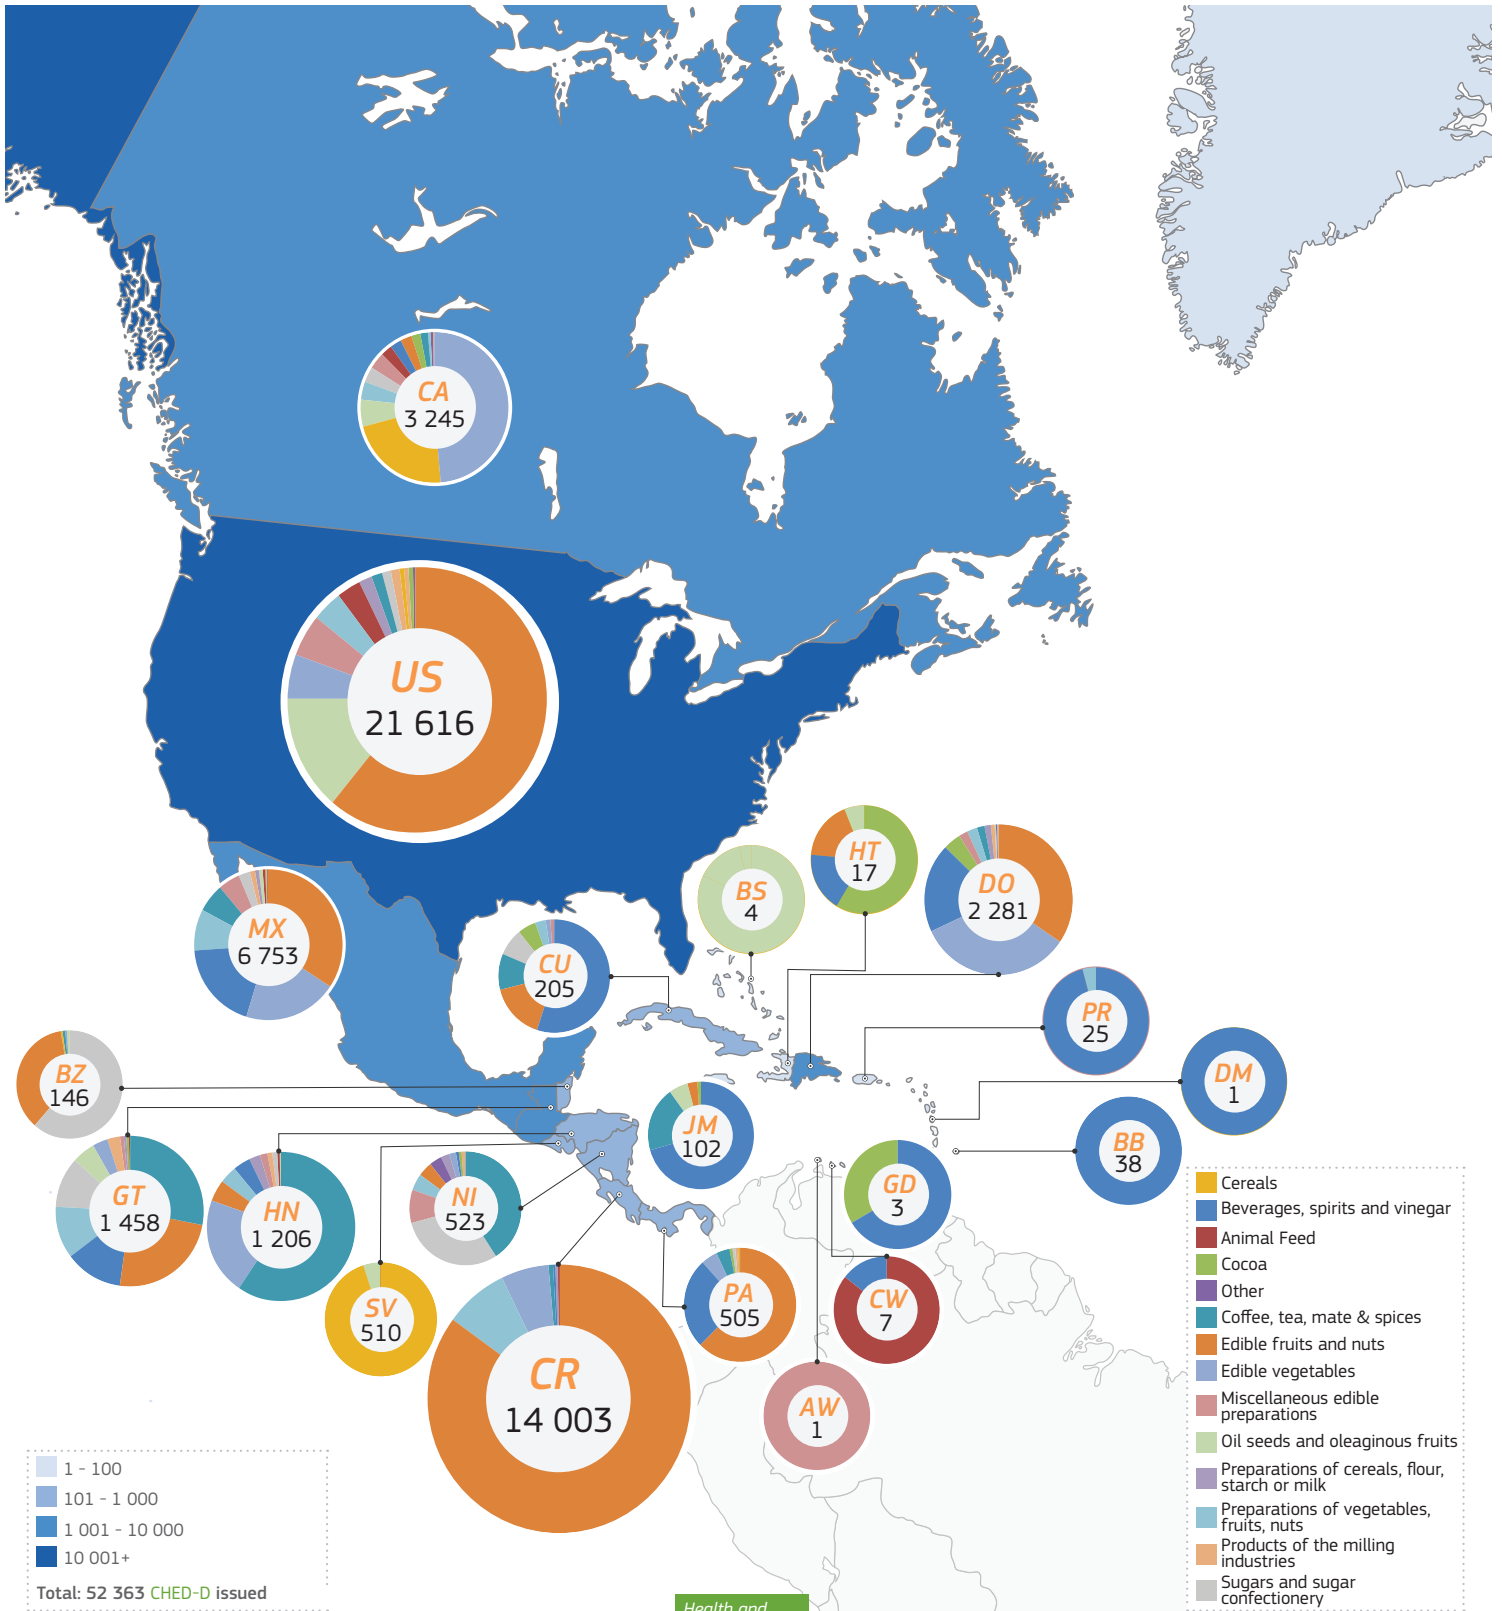 CA
3 245
US
21 616
MX
6 753
CU
205
BS
4
HT
17
DO
2 281
PR
25
DM
1
BB
38
BZ
146
GT
1 458
HN
1 206
NI
523
JM
102
GD
3
SV
510
CR
14 003
PA
505
CW
7
AW
1
1 - 100
101 - 1 000
1 001 - 10 000
10 001+
Total: 52 363 CHED-D issued
Cereals
Beverages, spirits and vinegar
Animal Feed
Cocoa
Other
Coffee, tea, mate & spices
Edible fruits and nuts
Edible vegetables
Miscellaneous edible
preparations
Oil seeds and oleaginous fruits
Preparations of cereals, flour,
starch or milk
Preparations of vegetables,
fruits, nuts
Products of the milling
industries
Sugars and sugar
confectionery
Health and